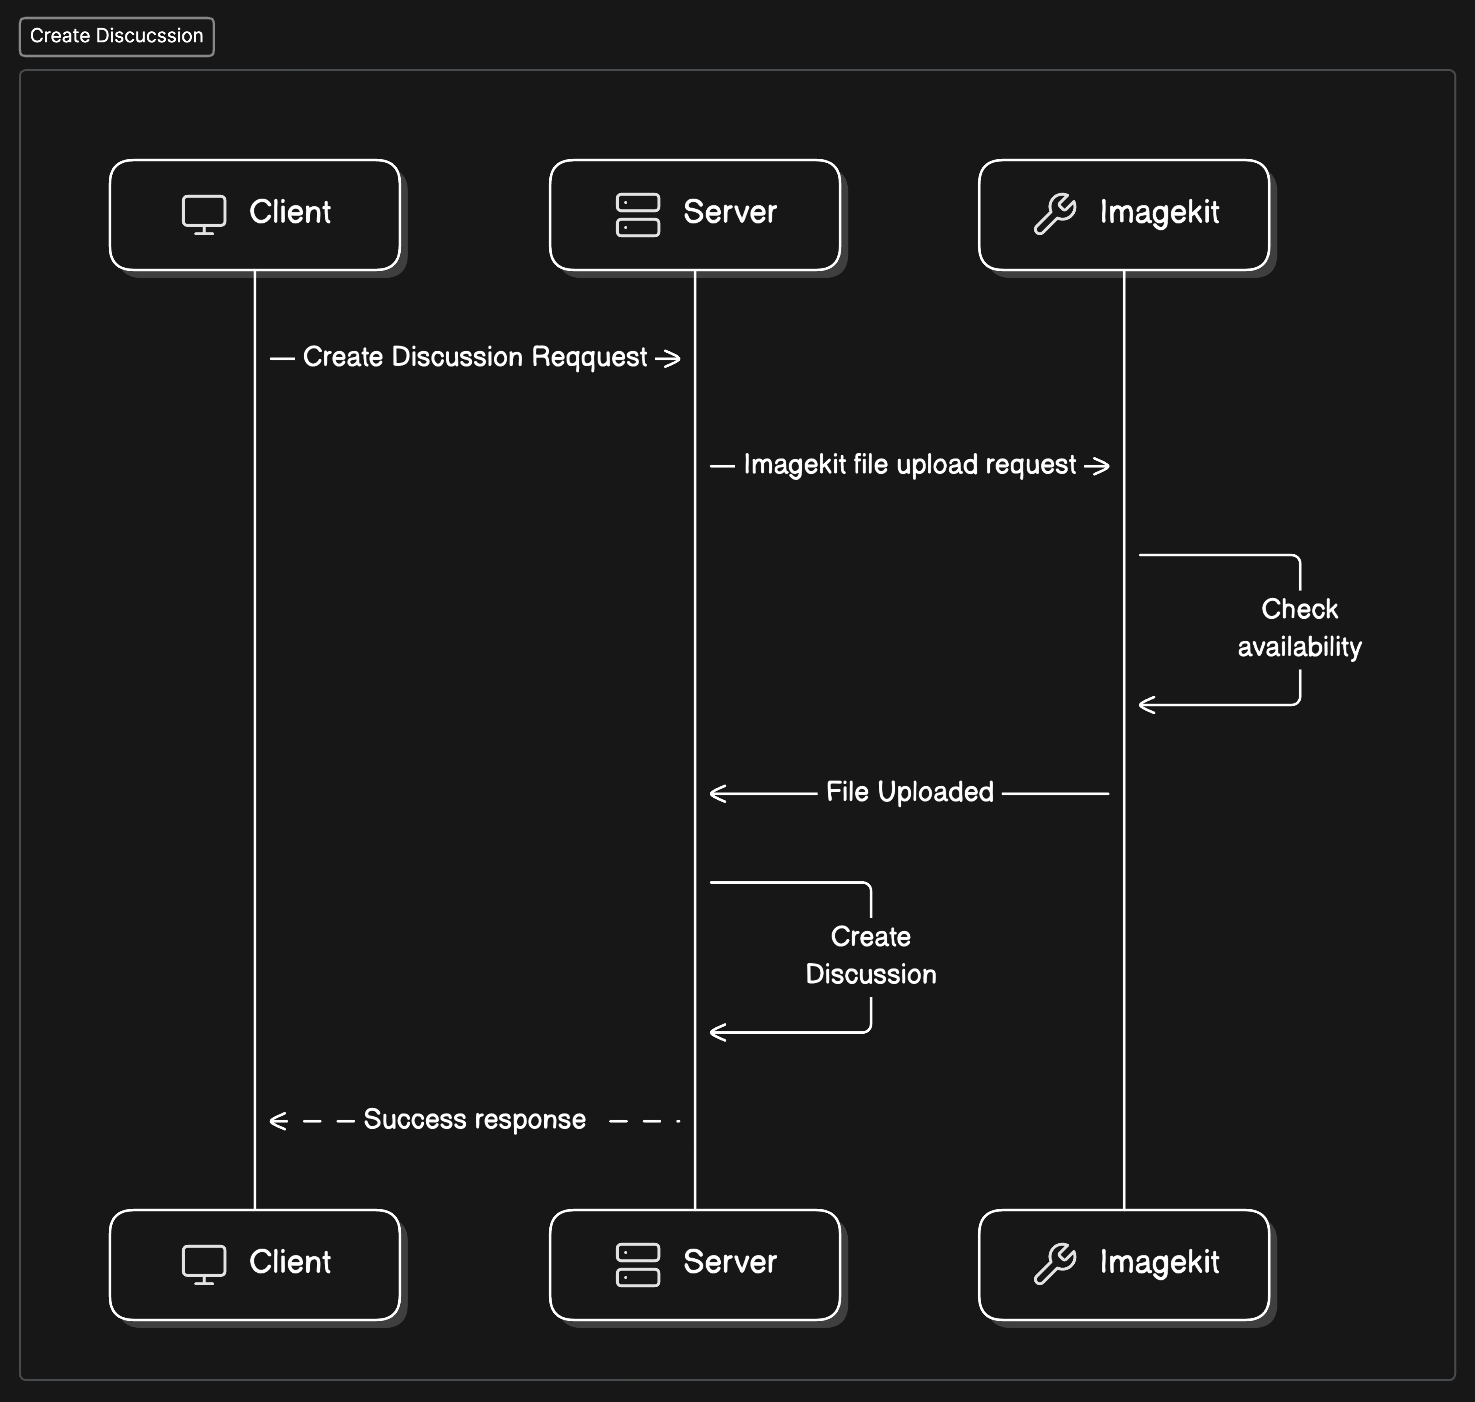 Create Discucssion
Client
Server
Imagekit
Create Discussion Reqquest
Imagekit file upload request
Check
availability
File Uploaded
Create
Discussion
Success response
Client
Server
Imagekit